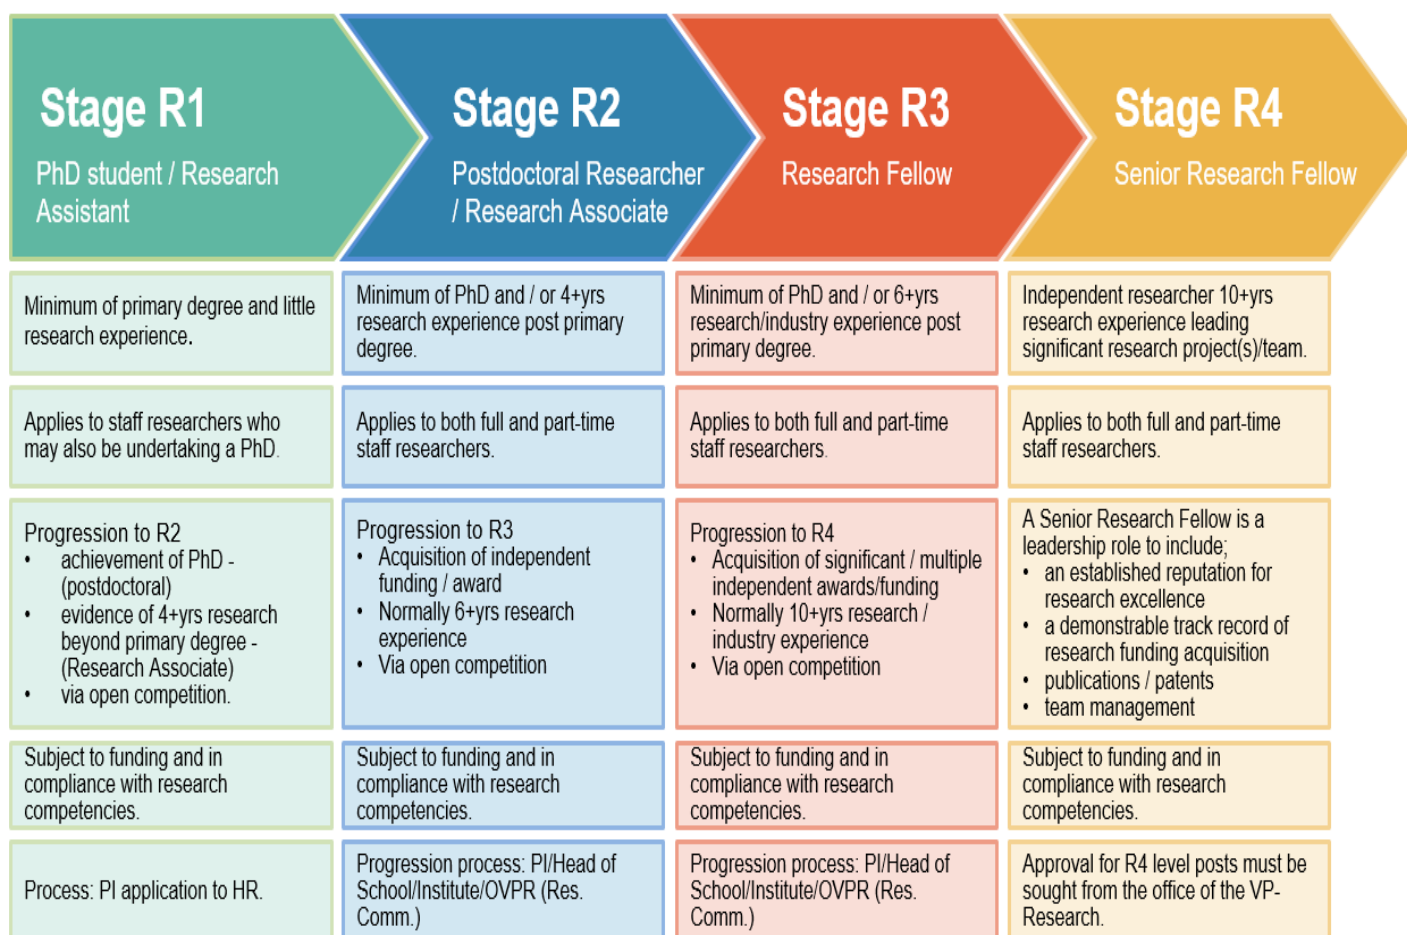 Stage R1
PhD student / Research
Assistant
Stage R2
Postdoctoral Researcher
/ Research Associate
Stage R3
Research Fellow
Stage R4
Senior Research Fellow
Minimum of primary degree and little
research experience.
Minimum of PhD and / or 4+yrs
research experience post primary
degree.
Minimum of PhD and / or 6+yrs
research/industry experience post
primary degree.
Independent researcher 10+yrs
research experience leading
significant research project(s)/team.
Applies to staff researchers who
may also be undertaking a PhD.
Applies to both full and part-time
staff researchers.
Applies to both full and part-time
staff researchers.
Applies to both full and part-time
staff researchers.
Progression to R2
• achievement of PhD -
(postdoctoral)
• evidence of 4+yrs research
beyond primary degree -
(Research Associate)
• via open competition.
Progression to R3
• Acquisition of independent
funding / award
• Normally 6+yrs research
experience
• Via open competition
Progression to R4
• Acquisition of significant / multiple
independent awards/funding
• Normally 10+yrs research /
industry experience
• Via open competition
A Senior Research Fellow is a
leadership role to include;
• an established reputation for
research excellence
• a demonstrable track record of
research funding acquisition
• publications / patents
• team management
Subject to funding and in
compliance with research
competencies.
Subject to funding and in
compliance with research
competencies.
Subject to funding and in
compliance with research
competencies.
Subject to funding and in
compliance with research
competencies.
Process: PI application to HR.
Progression process: PI/Head of
School/Institute/OVPR (Res.
Comm.)
Progression process: PI/Head of
School/Institute/OVPR (Res.
Comm.)
Approval for R4 level posts must be
sought from the office of the VP-
Research.